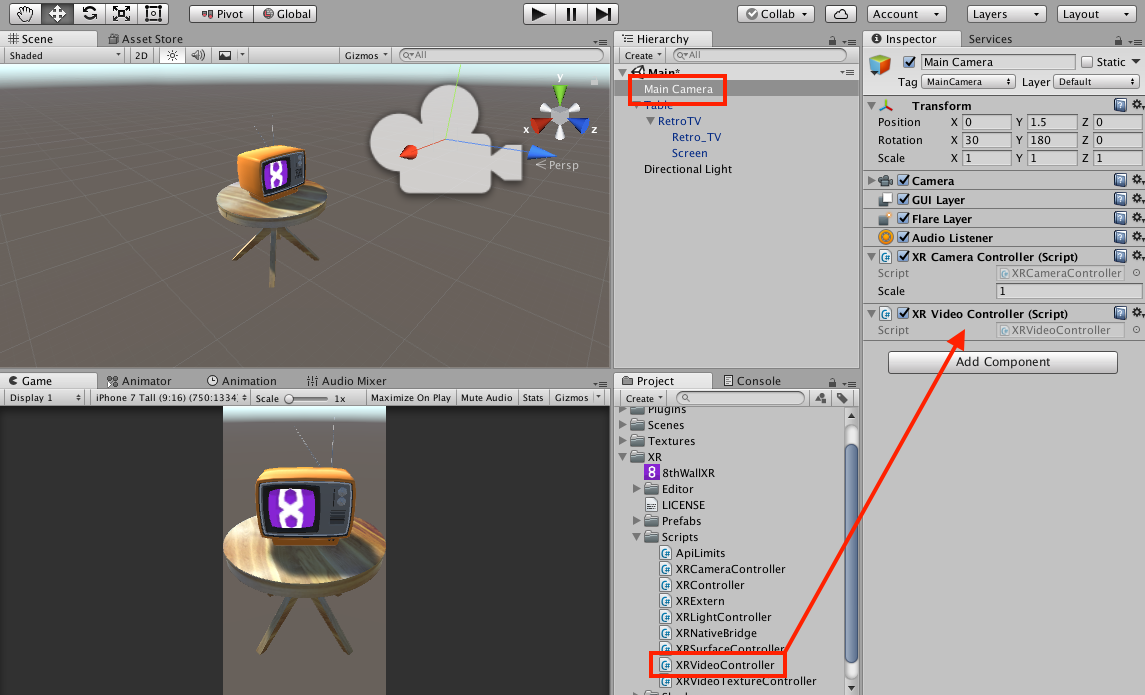 Pivot Global Collab Account Layers Layout
Scene Asset Store
Shaded 2D Gizmos All
y
x z
Persp
Hierarchy
Create All
Main*
Main Camera
Table
RetroTV
Retro_TV
Screen
Directional Light
Inspector Services
Main Camera Static
Tag MainCamera Layer Default
Transform
Position X 0 Y 1.5 Z 0
Rotation X 30 Y 180 Z 0
Scale X 1 Y 1 Z 1
Camera
GUI Layer
Flare Layer
Audio Listener
XR Camera Controller (Script)
Script XRCameraController
Scale 1
XR Video Controller (Script)
Script XRVideoController
Add Component
Game Animator Animation Audio Mixer
Display 1 iPhone 7 Tall (9:16) (750:1334) Scale 1x Maximize On Play Mute Audio Stats Gizmos
Project Console
Create
Plugins
Scenes
Textures
XR
8 8thWallXR
Editor
LICENSE
Prefabs
Scripts
C# ApiLimits
C# XRCameraController
C# XRController
C# XRExtern
C# XRLightController
C# XRNativeBridge
C# XRSurfaceController
C# XRVideoController
C# XRVideoTextureController